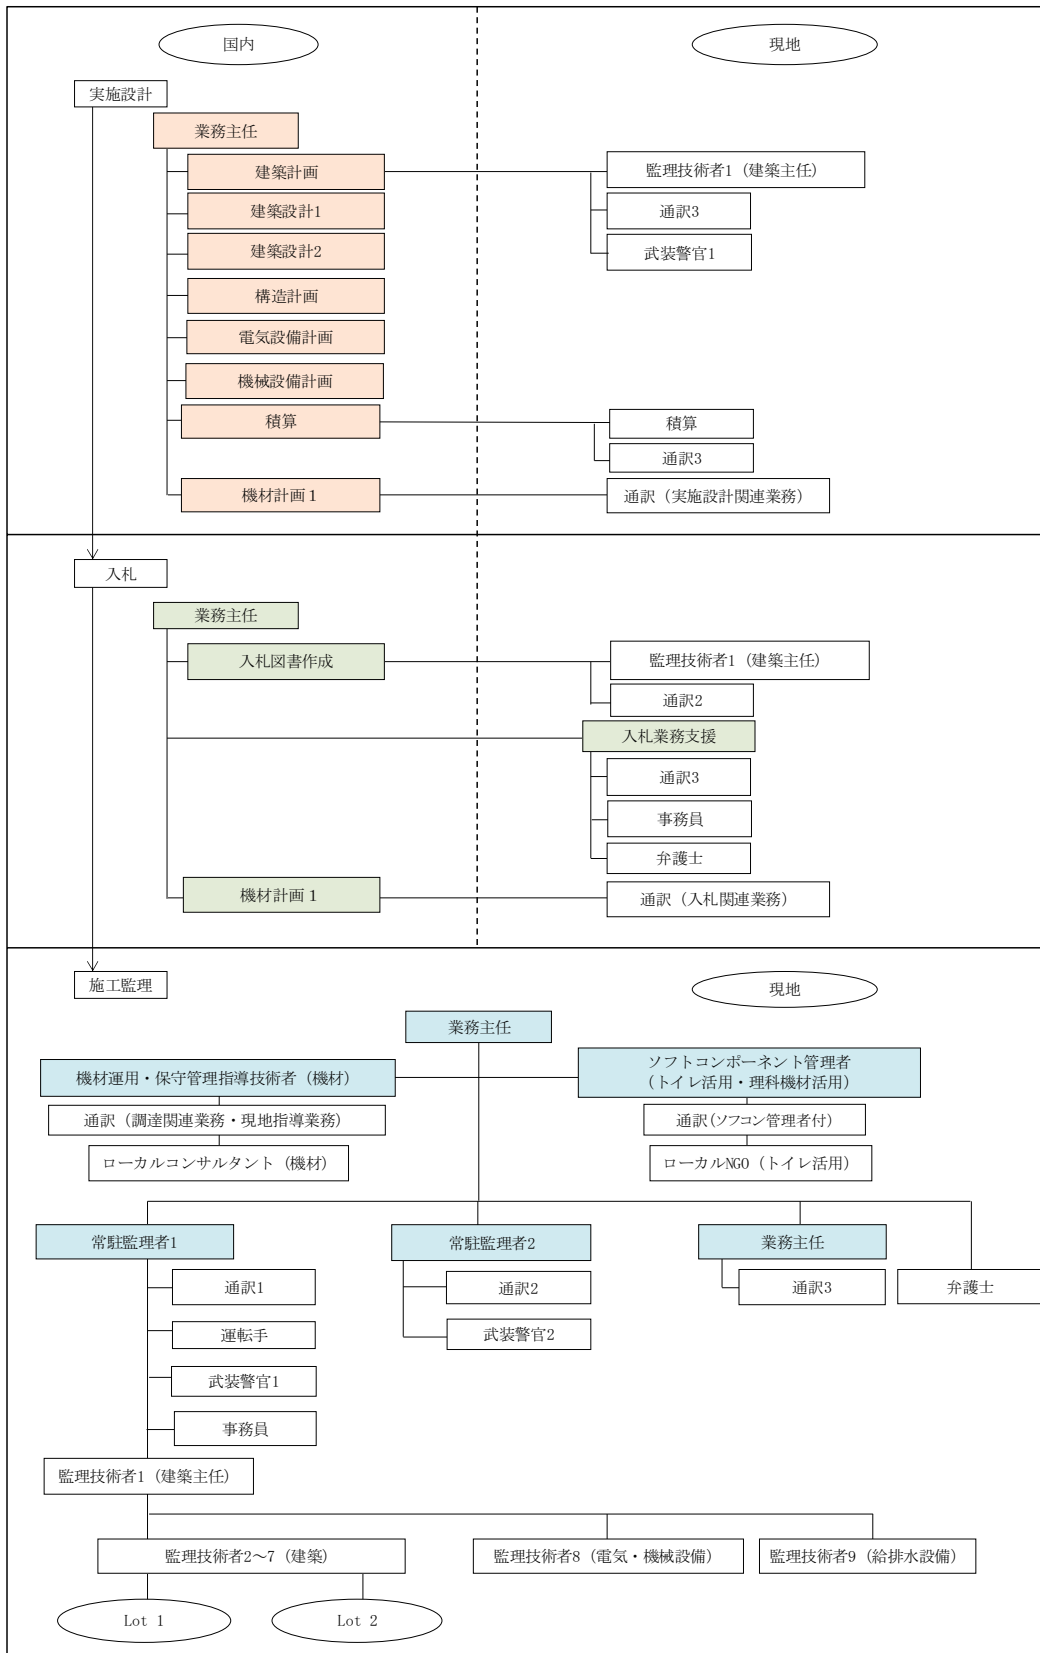 国内
現地
実施設計
業務主任
建築計画
監理技術者1（建築主任）
建築設計1
通訳3
建築設計2
武装警官1
構造計画
電気設備計画
機械設備計画
積算
積算
通訳3
機材計画１
通訳（実施設計関連業務）
入札
業務主任
入札図書作成
監理技術者1（建築主任）
通訳2
入札業務支援
通訳3
事務員
弁護士
機材計画１
通訳（入札関連業務）
施工監理
現地
業務主任
機材運用・保守管理指導技術者（機材）
ソフトコンポーネント管理者
（トイレ活用・理科機材活用）
通訳（調達関連業務・現地指導業務）
通訳(ソフコン管理者付)
ローカルコンサルタント（機材）
ローカルNGO（トイレ活用）
常駐監理者1
常駐監理者2
業務主任
通訳1
通訳2
通訳3
弁護士
運転手
武装警官2
武装警官1
事務員
監理技術者1（建築主任）
監理技術者2～7（建築）
監理技術者8（電気・機械設備）
監理技術者9（給排水設備）
Lot 1
Lot 2